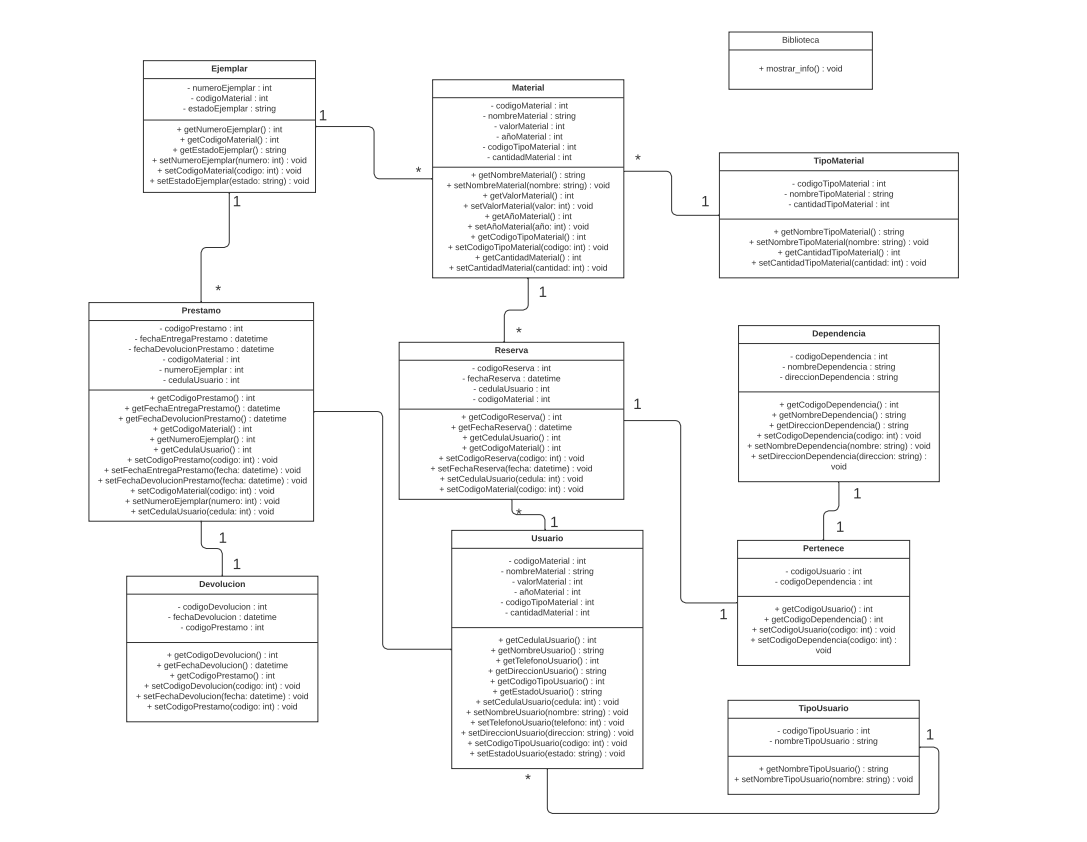 Biblioteca
+ mostrar_info() : void
Ejemplar
- numeroEjemplar : int
- codigoMaterial : int
- estadoEjemplar : string
+ getNumeroEjemplar() : int
+ getCodigoMaterial() : int
+ getEstadoEjemplar() : string
+ setNumeroEjemplar(numero: int) : void
+ setCodigoMaterial(codigo: int) : void
+ setEstadoEjemplar(estado: string) : void
1
*
1
*
Material
- codigoMaterial : int
- nombreMaterial : string
- valorMaterial : int
- añoMaterial : int
- codigoTipoMaterial : int
- cantidadMaterial : int
+ getNombreMaterial() : string
+ setNombreMaterial(nombre: string) : void
+ getValorMaterial() : int
+ setValorMaterial(valor: int) : void
+ getAñoMaterial() : int
+ setAñoMaterial(año: int) : void
+ getCodigoTipoMaterial() : int
+ setCodigoTipoMaterial(codigo: int) : void
+ getCantidadMaterial() : int
+ setCantidadMaterial(cantidad: int) : void
*
1
1
*
TipoMaterial
- codigoTipoMaterial : int
- nombreTipoMaterial : string
- cantidadTipoMaterial : int
+ getNombreTipoMaterial() : string
+ setNombreTipoMaterial(nombre: string) : void
+ getCantidadTipoMaterial() : int
+ setCantidadTipoMaterial(cantidad: int) : void
Prestamo
- codigoPrestamo : int
- fechaEntregaPrestamo : datetime
- fechaDevolucionPrestamo : datetime
- codigoMaterial : int
- numeroEjemplar : int
- cedulaUsuario : int
+ getCodigoPrestamo() : int
+ getFechaEntregaPrestamo() : datetime
+ getFechaDevolucionPrestamo() : datetime
+ getCodigoMaterial() : int
+ getNumeroEjemplar() : int
+ getCedulaUsuario() : int
+ setCodigoPrestamo(codigo: int) : void
+ setFechaEntregaPrestamo(fecha: datetime) : void
+ setFechaDevolucionPrestamo(fecha: datetime) : void
+ setCodigoMaterial(codigo: int) : void
+ setNumeroEjemplar(numero: int) : void
+ setCedulaUsuario(cedula: int) : void
1
1
Reserva
- codigoReserva : int
- fechaReserva : datetime
- cedulaUsuario : int
- codigoMaterial : int
+ getCodigoReserva() : int
+ getFechaReserva() : datetime
+ getCedulaUsuario() : int
+ getCodigoMaterial() : int
+ setCodigoReserva(codigo: int) : void
+ setFechaReserva(fecha: datetime) : void
+ setCedulaUsuario(cedula: int) : void
+ setCodigoMaterial(codigo: int) : void
1
1
*
1
Dependencia
- codigoDependencia : int
- nombreDependencia : string
- direccionDependencia : string
+ getCodigoDependencia() : int
+ getNombreDependencia() : string
+ getDireccionDependencia() : string
+ setCodigoDependencia(codigo: int) : void
+ setNombreDependencia(nombre: string) : void
+ setDireccionDependencia(direccion: string) :
void
1
1
Devolucion
- codigoDevolucion : int
- fechaDevolucion : datetime
- codigoPrestamo : int
+ getCodigoDevolucion() : int
+ getFechaDevolucion() : datetime
+ getCodigoPrestamo() : int
+ setCodigoDevolucion(codigo: int) : void
+ setFechaDevolucion(fecha: datetime) : void
+ setCodigoPrestamo(codigo: int) : void
Usuario
- codigoMaterial : int
- nombreMaterial : string
- valorMaterial : int
- añoMaterial : int
- codigoTipoMaterial : int
- cantidadMaterial : int
+ getCedulaUsuario() : int
+ getNombreUsuario() : string
+ getTelefonoUsuario() : int
+ getDireccionUsuario() : string
+ getCodigoTipoUsuario() : int
+ getEstadoUsuario() : string
+ setCedulaUsuario(cedula: int) : void
+ setNombreUsuario(nombre: string) : void
+ setTelefonoUsuario(telefono: int) : void
+ setDireccionUsuario(direccion: string) : void
+ setCodigoTipoUsuario(codigo: int) : void
+ setEstadoUsuario(estado: string) : void
*
Pertenece
- codigoUsuario : int
- codigoDependencia : int
+ getCodigoUsuario() : int
+ getCodigoDependencia() : int
+ setCodigoUsuario(codigo: int) : void
+ setCodigoDependencia(codigo: int) :
void
TipoUsuario
- codigoTipoUsuario : int
- nombreTipoUsuario : string
+ getNombreTipoUsuario() : string
+ setNombreTipoUsuario(nombre: string) : void
1